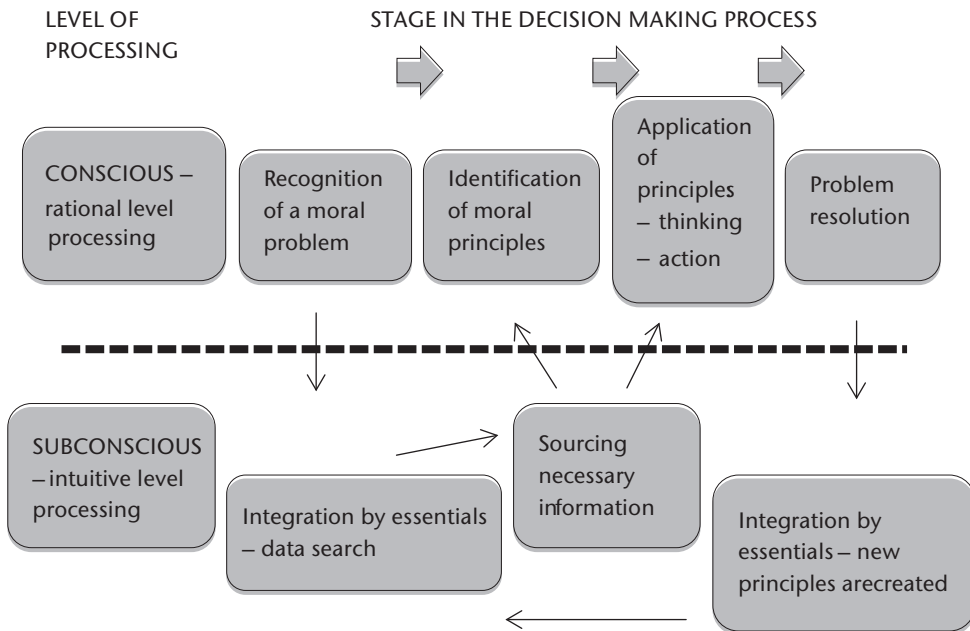 LEVEL OF
PROCESSING
STAGE IN THE DECISION MAKING PROCESS
CONSCIOUS –
rational level
processing
Recognition
of a moral
problem
Identification
of moral
principles
Application
of
principles
– thinking
– action
Problem
resolution
SUBCONSCIOUS
– intuitive level
processing
Integration by essentials
– data search
Sourcing
necessary
information
Integration by
essentials – new
principles arecreated